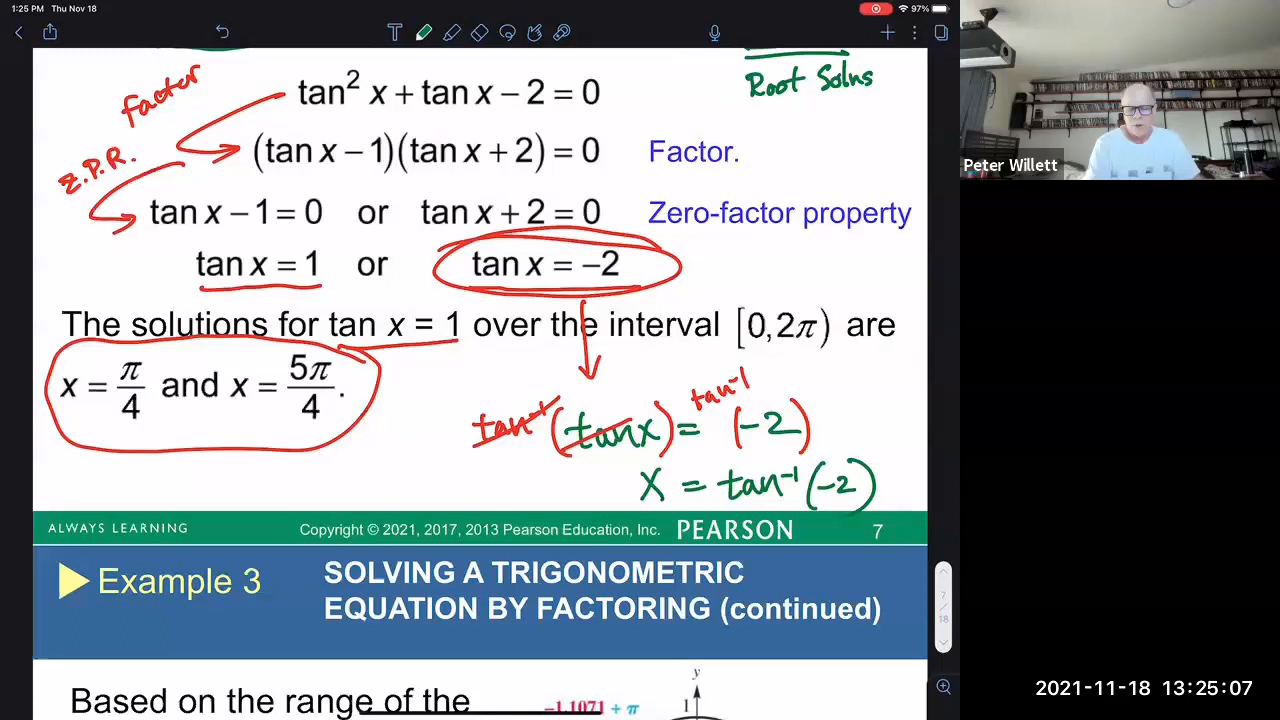 1:25 PM Thu Nov 18
97%
T
Root Solns
factor
tan² x + tan x − 2 = 0
Z.P.R.
(tan x − 1)(tan x + 2) = 0 Factor.
tan x − 1 = 0 or tan x + 2 = 0 Zero-factor property
tan x = 1 or tan x = −2
The solutions for tan x = 1 over the interval [0,2π) are
x = π/4 and x = 5π/4.
tan⁻¹(tan x) = tan⁻¹(−2)
x = tan⁻¹(−2)
ALWAYS LEARNING Copyright © 2021, 2017, 2013 Pearson Education, Inc. PEARSON 7
Example 3 SOLVING A TRIGONOMETRIC
EQUATION BY FACTORING (continued)
7
/
18
Based on the range of the
-1.1071 + π
y
1
Peter Willett
2021-11-18 13:25:07